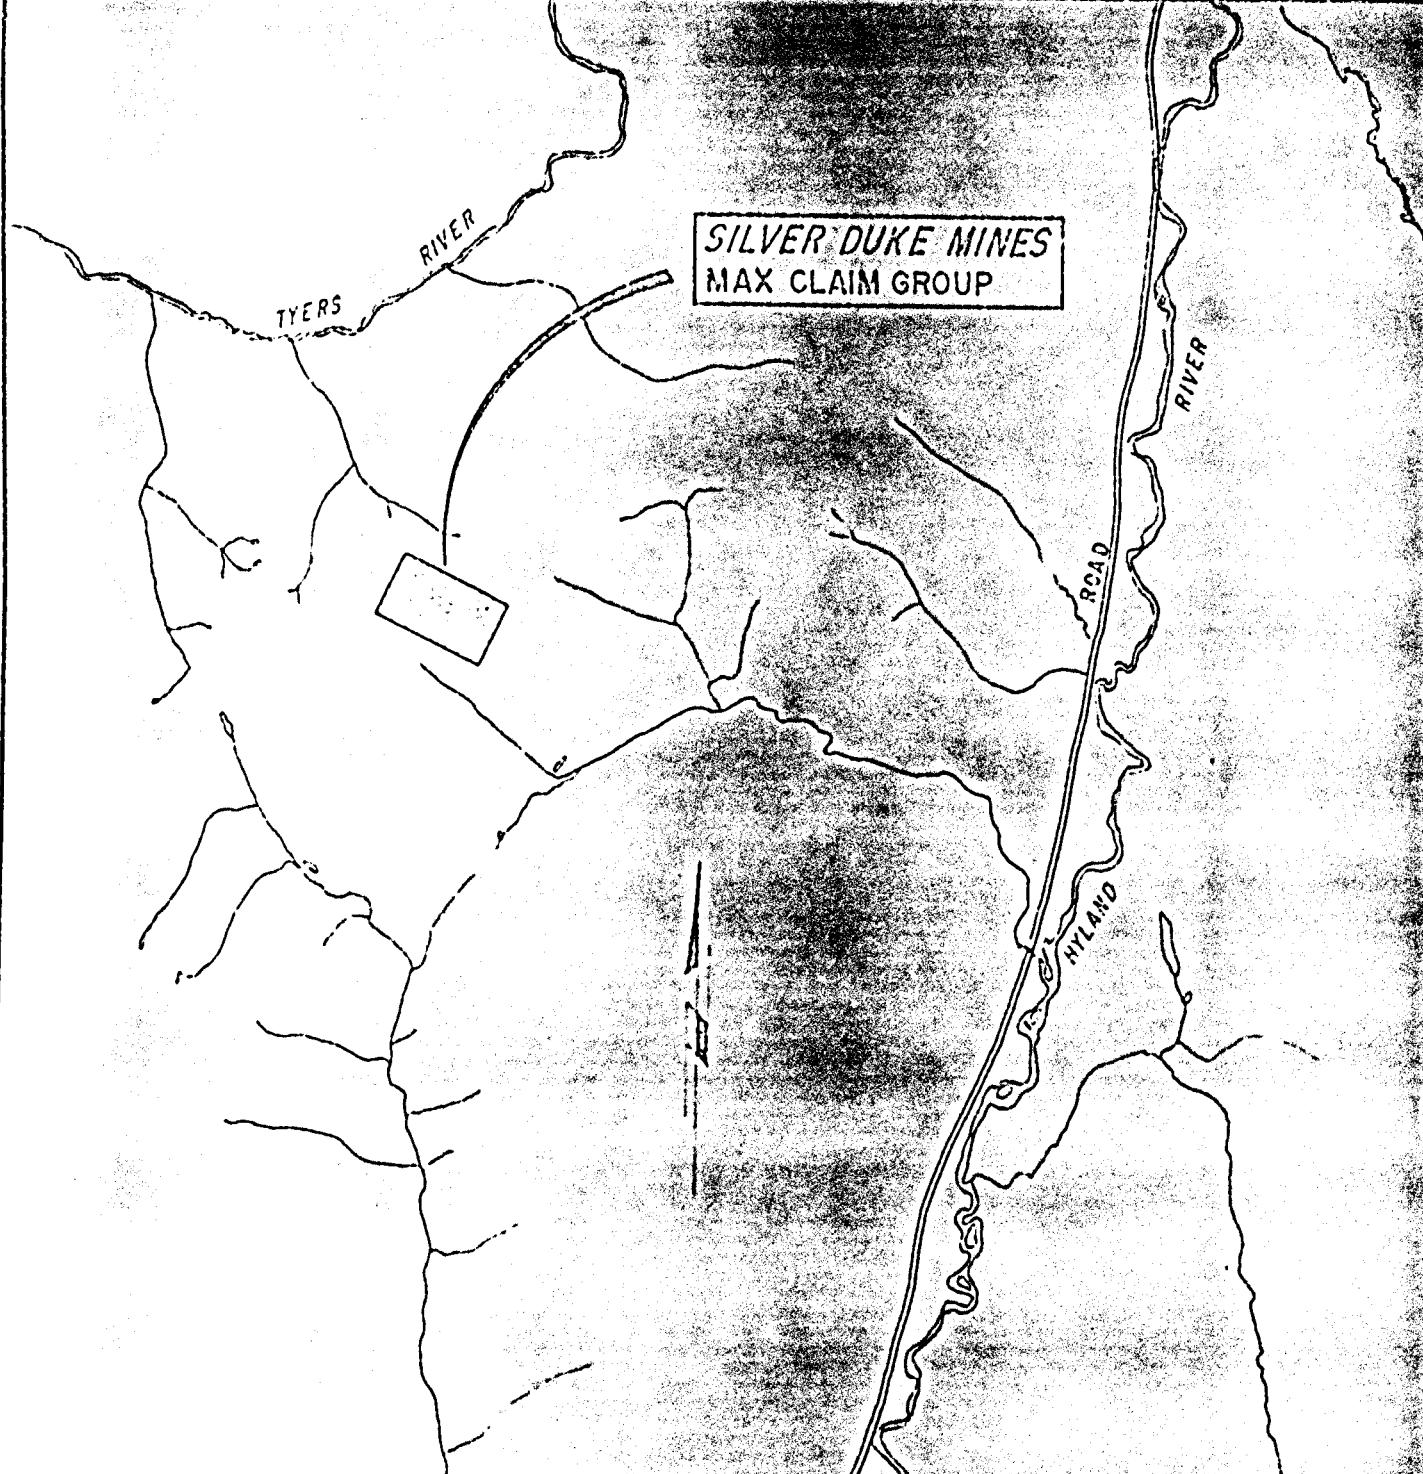 SILVER DUKE MINES
MAX CLAIM GROUP
TYERS RIVER
RIVER
ROAD
HYLAND